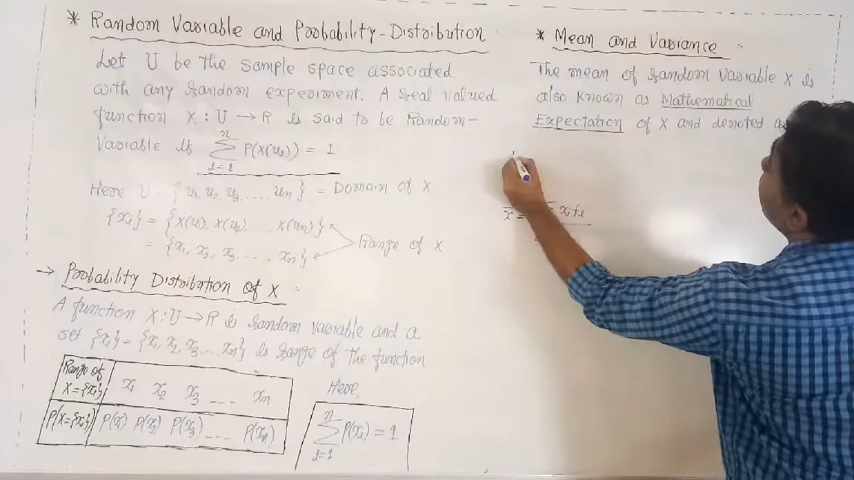 * Random Variable and Probability-Distribution
Let U be the sample space associated
with any random experiment. A real valued
function X : U → R is said to be Random-
Variable if n Σ i=1 P(X(ui)) = 1
Here U = {u1, u2, u3, ...., un} = Domain of X
{xi} = {X(u1), X(u2), ... X(un)}
= {x1, x2, x3 .... xn}
Range of X
→ Probability Distribution of X :
A function X : U → R is random variable and a
set {xi} = {x1, x2, x3, ... xn} is range of the function
Range of X = {xi} x1 x2 x3 .... xn
P(X = {xi}) P(x1) P(x2) P(x3) .... P(xn)
Here,
n Σ i=1 P(xi) = 1
* Mean and Variance :
The mean of random variable X is
also known as Mathematical
Expectation of X and denoted
x̄ = xi fi